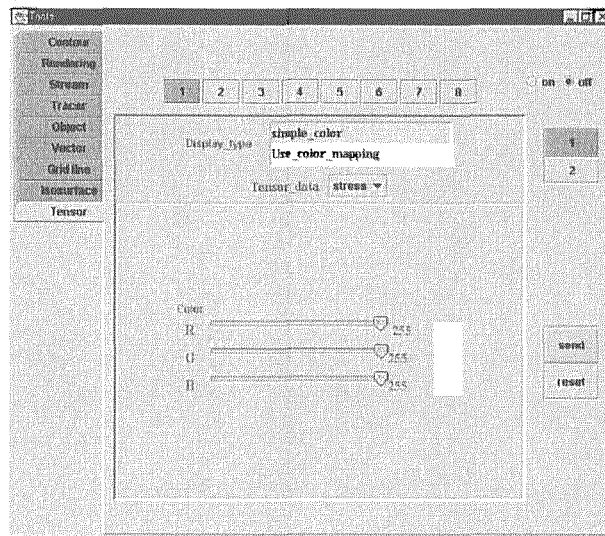 Tools
Contour
Rendering
Stream
Tracer
Object
Vector
Grid line
Isosurface
Tensor
1 2 3 4 5 6 7 8
on off
Display_type
simple_color
Use_color_mapping
Tensor_data stress
1
2
Color
R 255
G 255
B 255
send
reset